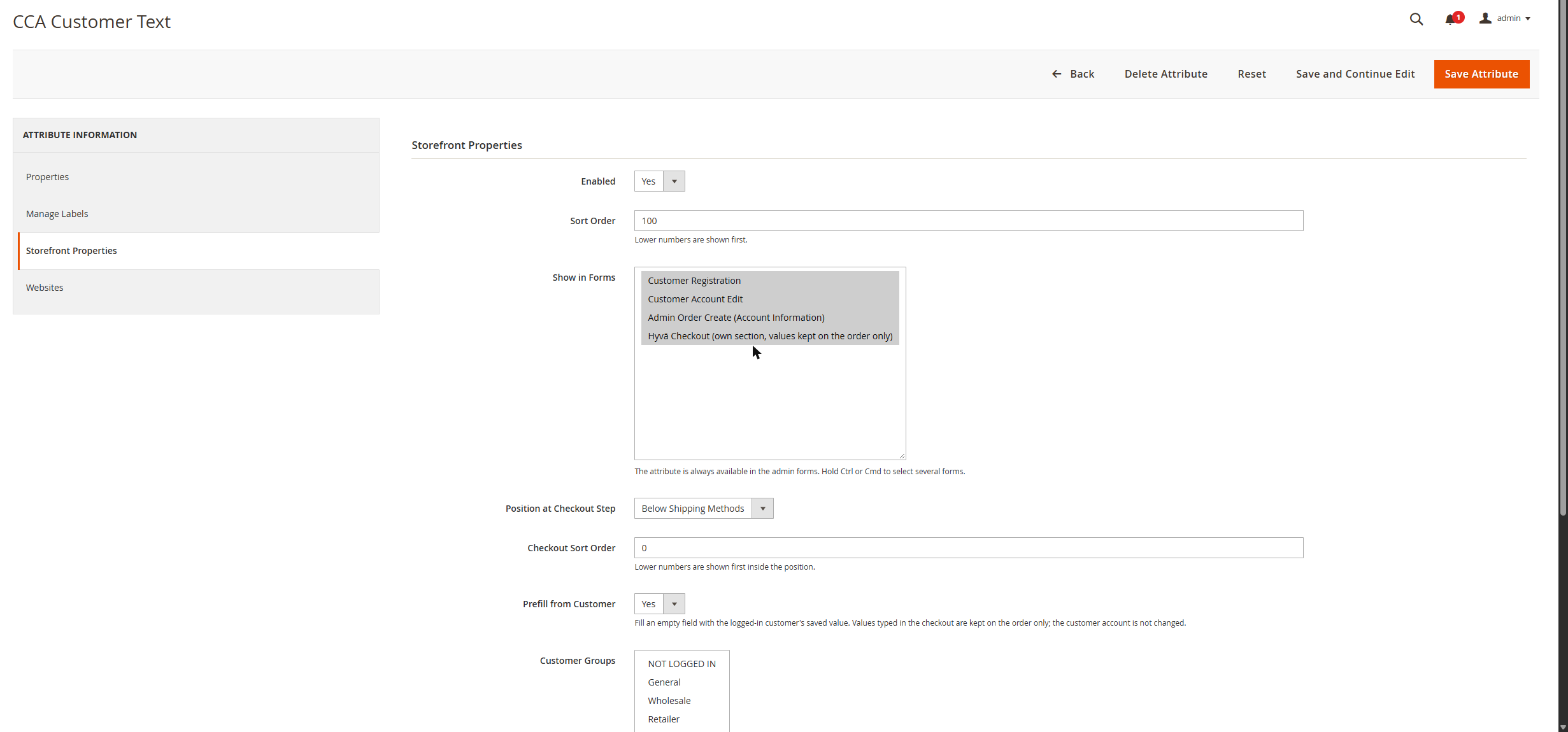 CCA Customer Text
1
admin
Back
Delete Attribute
Reset
Save and Continue Edit
Save Attribute
ATTRIBUTE INFORMATION
Properties
Manage Labels
Storefront Properties
Websites
Storefront Properties
Enabled
Yes
Sort Order
100
Lower numbers are shown first.
Show in Forms
Customer Registration
Customer Account Edit
Admin Order Create (Account Information)
Hyvä Checkout (own section, values kept on the order only)
The attribute is always available in the admin forms. Hold Ctrl or Cmd to select several forms.
Position at Checkout Step
Below Shipping Methods
Checkout Sort Order
0
Lower numbers are shown first inside the position.
Prefill from Customer
Yes
Fill an empty field with the logged-in customer's saved value. Values typed in the checkout are kept on the order only; the customer account is not changed.
Customer Groups
NOT LOGGED IN
General
Wholesale
Retailer